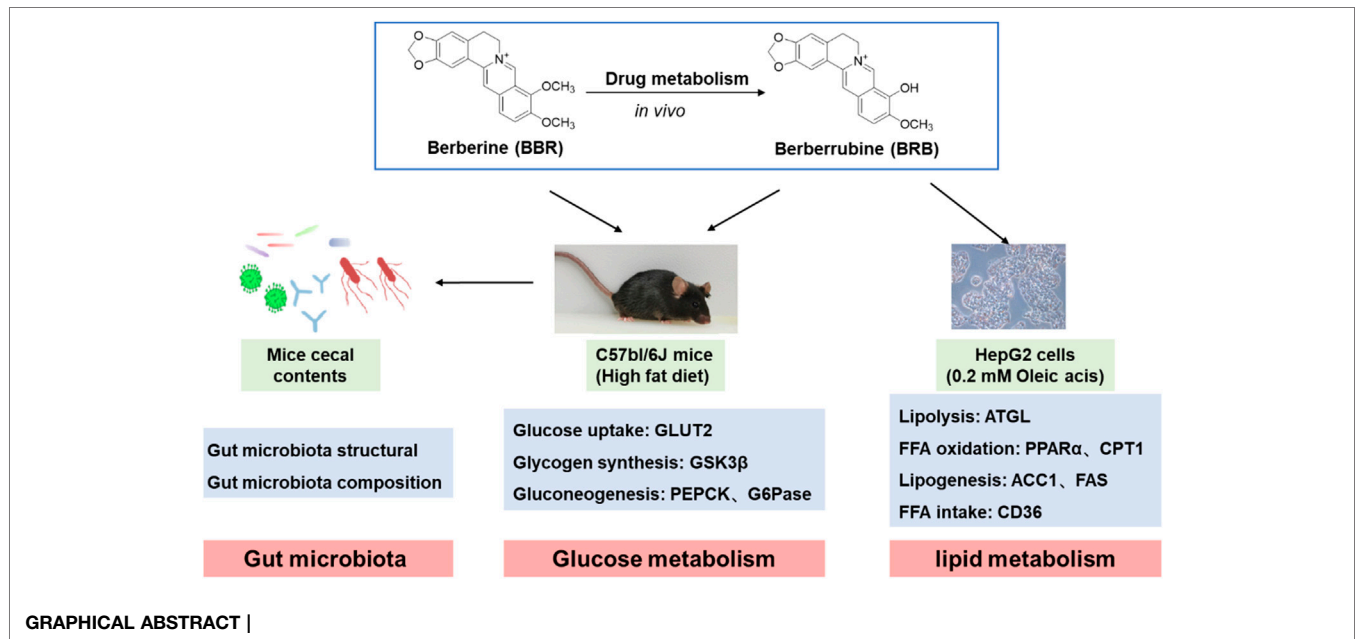 O
O
N+
OCH3
OCH3
Berberine (BBR)
Drug metabolism
in vivo
O
O
N+
OH
OCH3
Berberrubine (BRB)
Mice cecal
contents
C57bl/6J mice
(High fat diet)
HepG2 cells
(0.2 mM Oleic acis)
Gut microbiota structural
Gut microbiota composition
Glucose uptake: GLUT2
Glycogen synthesis: GSK3β
Gluconeogenesis: PEPCK、G6Pase
Lipolysis: ATGL
FFA oxidation: PPARα、CPT1
Lipogenesis: ACC1、FAS
FFA intake: CD36
Gut microbiota
Glucose metabolism
lipid metabolism
GRAPHICAL ABSTRACT |